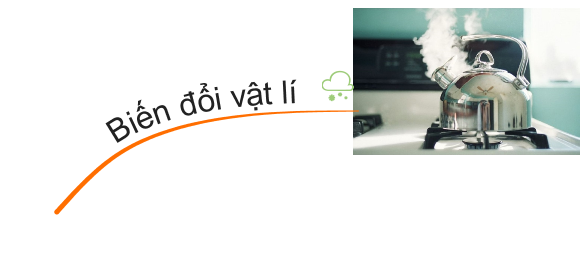 Biến đổi vật lí